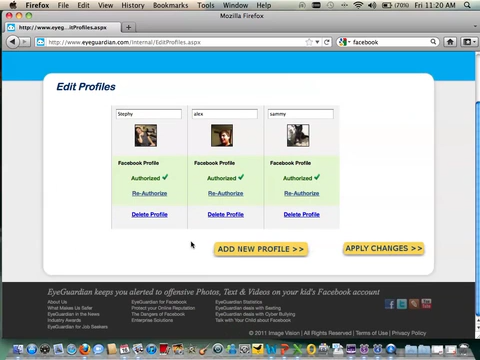 Firefox File Edit View History Bookmarks Tools Window Help (70%) Fri 11:20 AM
Mozilla Firefox
http://www.eyeg...itProfiles.aspx
http://www.eyeguardian.com/Internal/EditProfiles.aspx facebook
Edit Profiles
Stephy alex sammy
Facebook Profile Facebook Profile Facebook Profile
Authorized Authorized Authorized
Re-Authorize Re-Authorize Re-Authorize
Delete Profile Delete Profile Delete Profile
ADD NEW PROFILE >> APPLY CHANGES >>
EyeGuardian keeps you alerted to offensive Photos, Text & Videos on your kid's Facebook account
About Us EyeGuardian for Facebook EyeGuardian Statistics
What Makes Us Safer Protect your Online Reputation EyeGuardian deals with Sexting
EyeGuardian in the News The Dangers of Facebook EyeGuardian deals with Cyber Bullying
Industry Awards Enterprise Solutions Talk with Your Child about Facebook
EyeGuardian for Job Seekers
© 2011 Image Vision | All Rights Reserved | Terms of Use | Privacy Policy